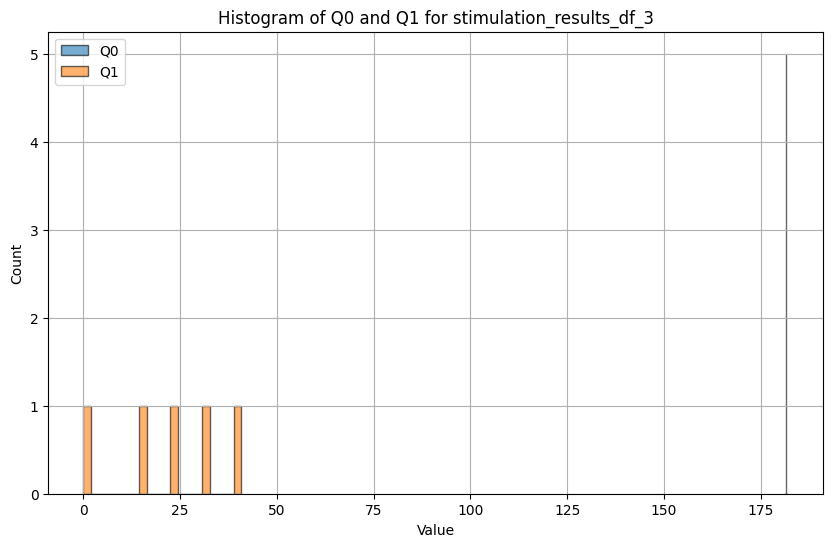 Histogram of Q0 and Q1 for stimulation_results_df_3
Q0
Q1
5
4
3
2
1
0
Count
0 25 50 75 100 125 150 175
Value